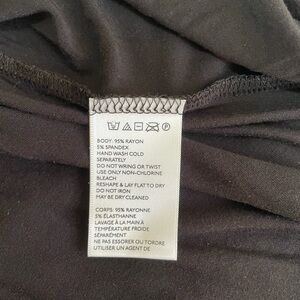 BODY: 95% RAYON
5% SPANDEX
HAND WASH COLD
SEPARATELY
DO NOT WRING OR TWIST
USE ONLY NON-CHLORINE
BLEACH
RESHAPE & LAY FLAT TO DRY
DO NOT IRON
MAY BE DRY CLEANED
CORPS: 95% RAYONNE
5% ÉLASTHANNE
LAVAGE À LA MAIN À
TEMPÉRATURE FROIDE
SÉPARÉMENT
NE PAS ESSORER OU TORDRE
UTILISER UN AGENT DE